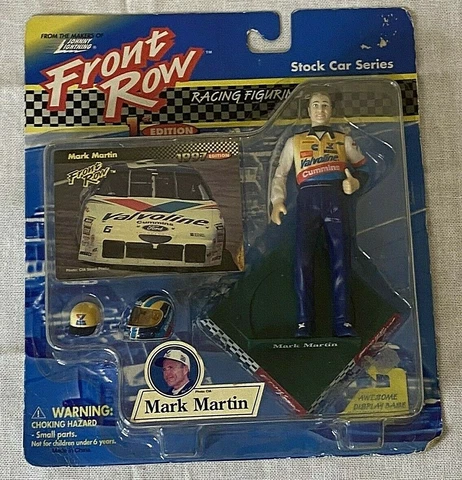 FROM THE MAKERS OF
JOHNNY
LIGHTNING
Front
Row
Stock Car Series
RACING FIGURIN
1
EDITION
Mark Martin
1997 EDITION
Front
Row
Valvoline
Cummins
6
Ford
Valvoline
Cummins
Mark Martin
Mark Martin
AWESOME
DISPLAY BASE
WARNING:
CHOKING HAZARD
- Small parts.
Not for children under 6 years.
Made in China